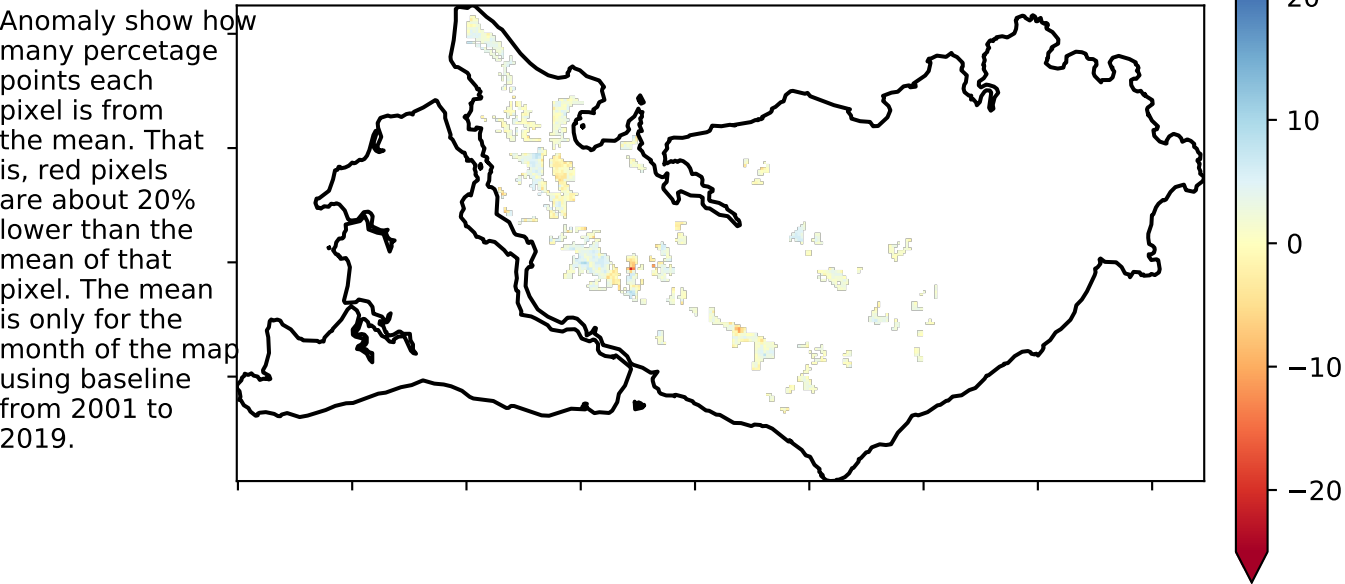 Anomaly show how
many percetage
points each
pixel is from
the mean. That
is, red pixels
are about 20%
lower than the
mean of that
pixel. The mean
is only for the
month of the map
using baseline
from 2001 to
2019.
20
10
0
−10
−20